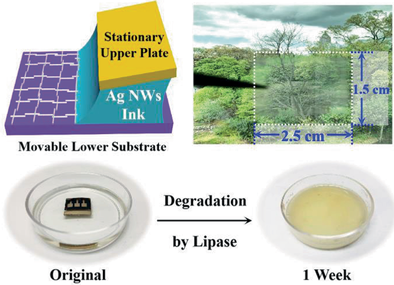 Stationary
Upper Plate
Ag NWs
Ink
Movable Lower Substrate
1.5 cm
2.5 cm
Degradation
by Lipase
Original
1 Week